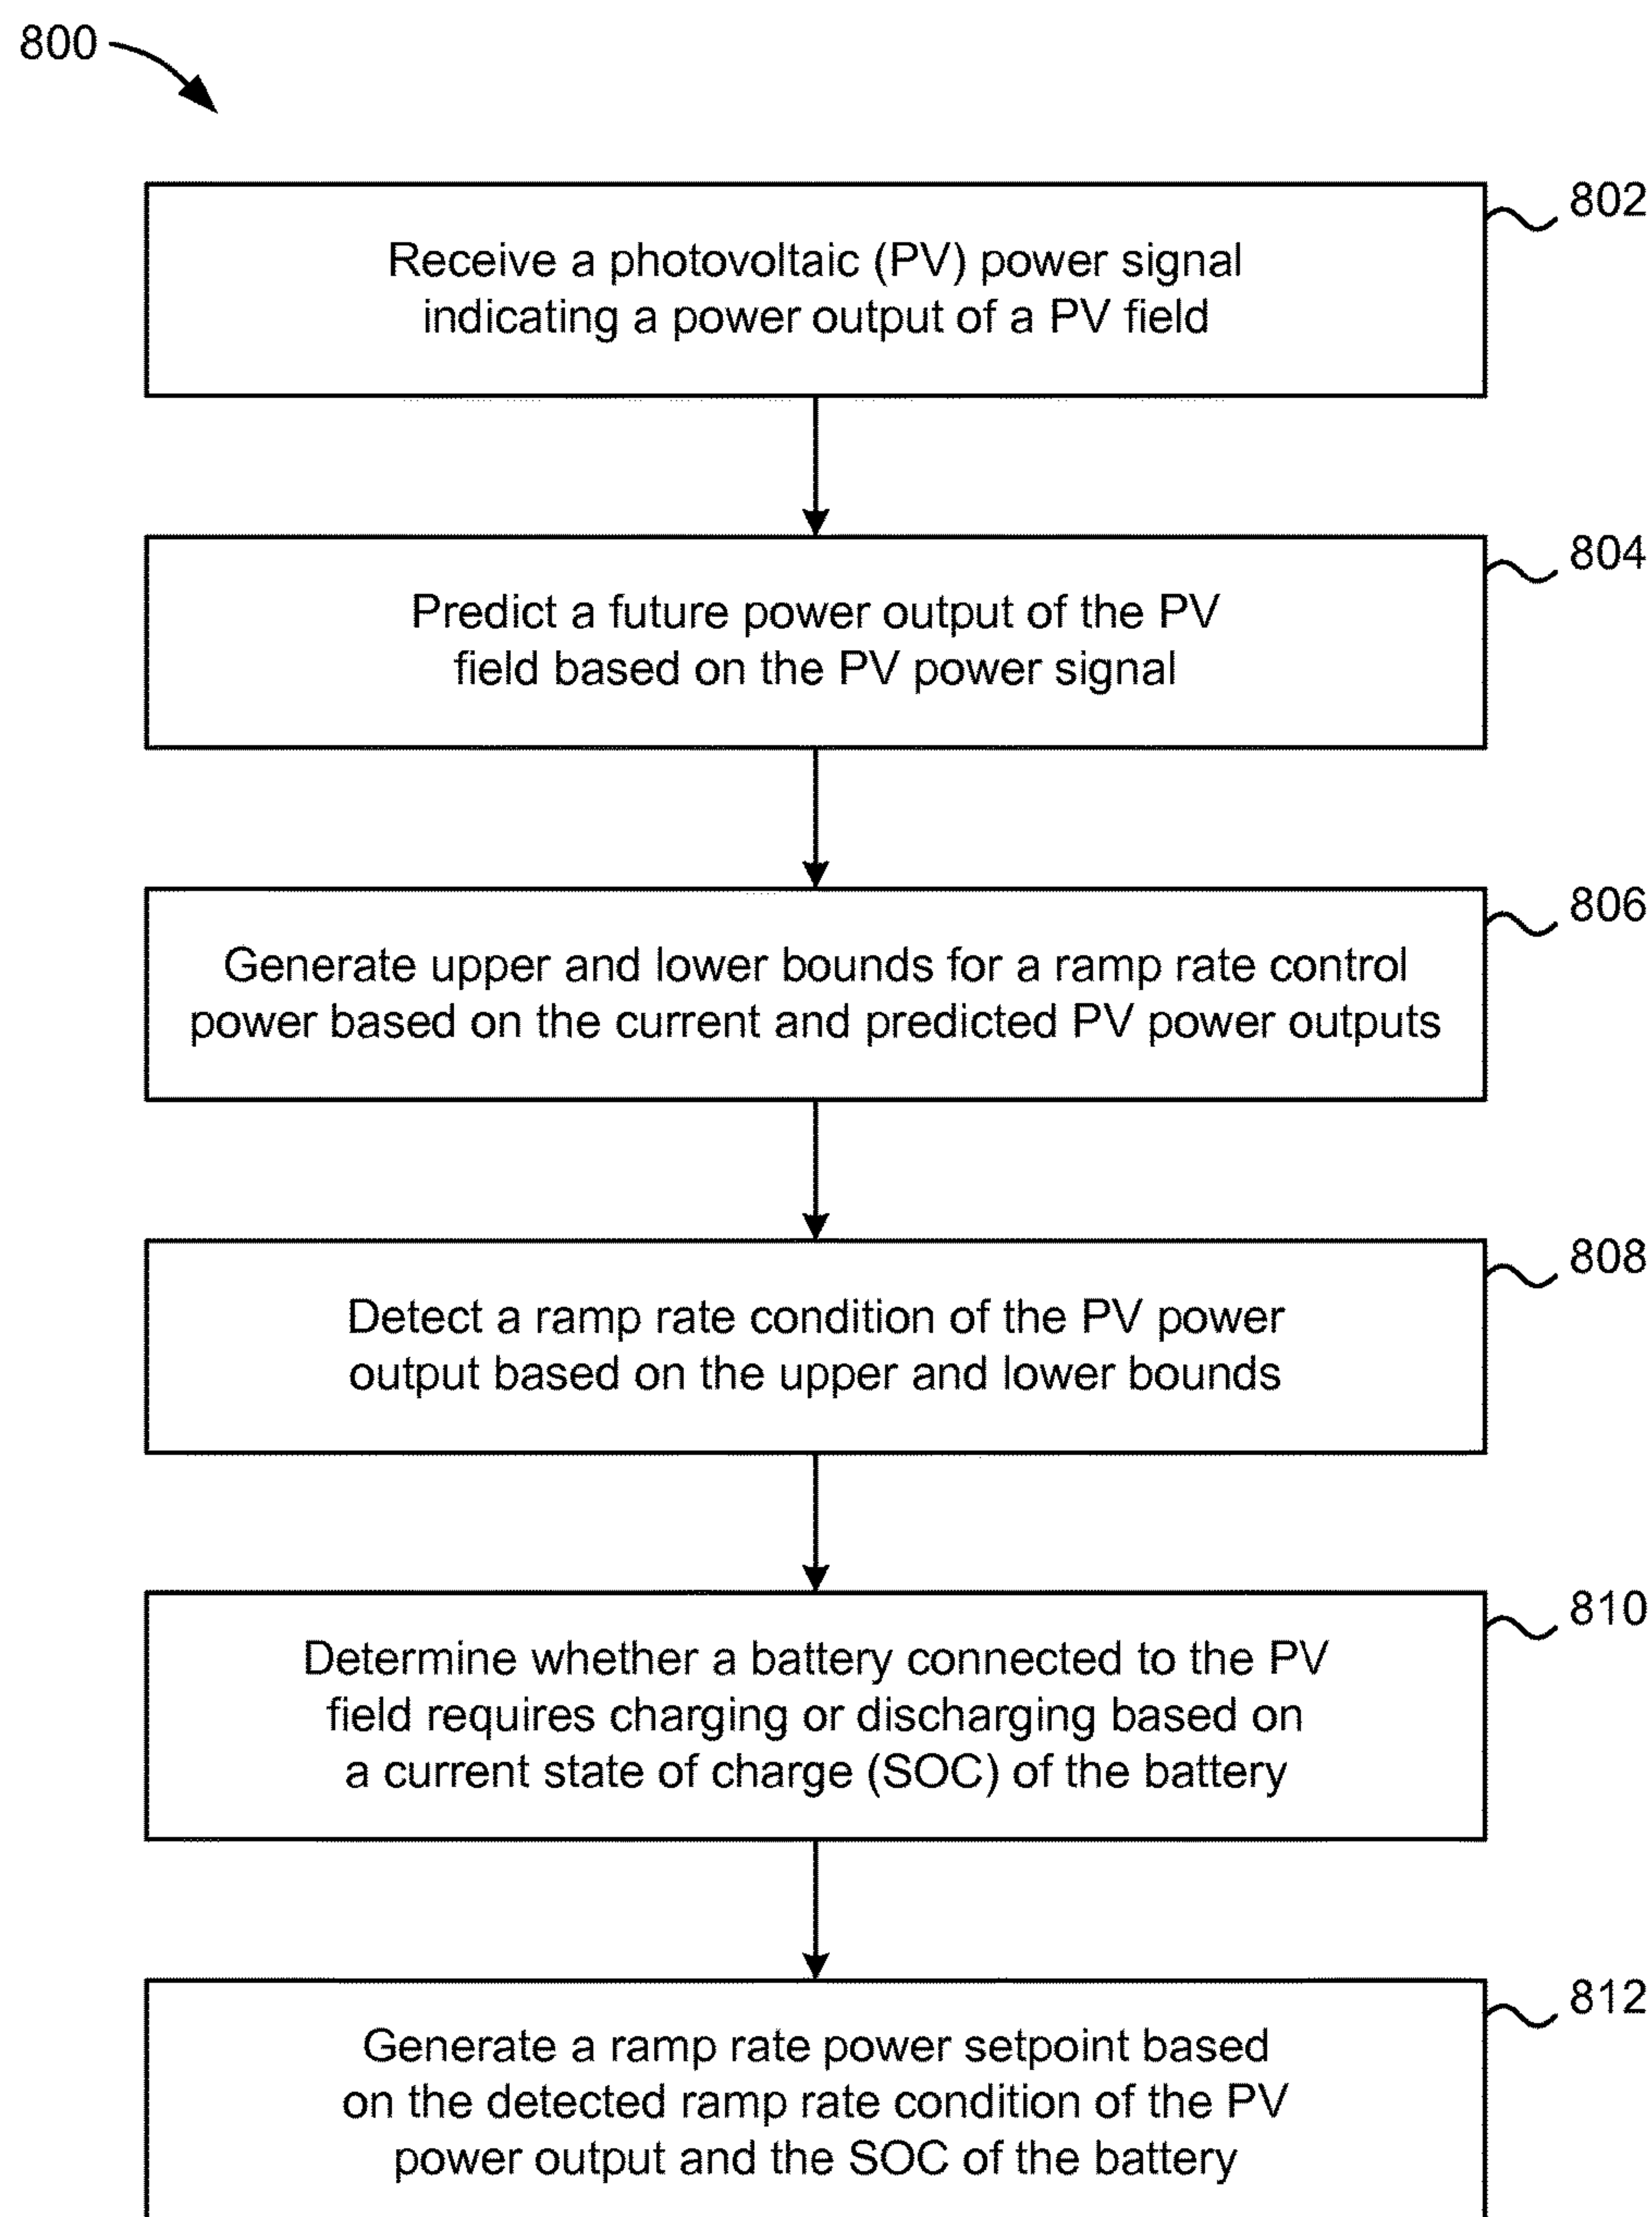 800
802
Receive a photovoltaic (PV) power signal
indicating a power output of a PV field
804
Predict a future power output of the PV
field based on the PV power signal
806
Generate upper and lower bounds for a ramp rate control
power based on the current and predicted PV power outputs
808
Detect a ramp rate condition of the PV power
output based on the upper and lower bounds
810
Determine whether a battery connected to the PV
field requires charging or discharging based on
a current state of charge (SOC) of the battery
812
Generate a ramp rate power setpoint based
on the detected ramp rate condition of the PV
power output and the SOC of the battery